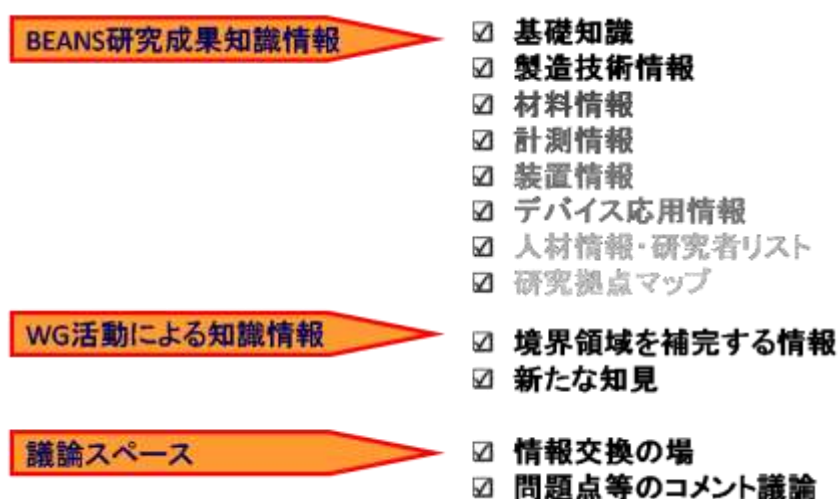 BEANS研究成果知識情報
☑ 基礎知識
☑ 製造技術情報
☑ 材料情報
☑ 計測情報
☑ 装置情報
☑ デバイス応用情報
☑ 人材情報・研究者リスト
☑ 研究拠点マップ
WG活動による知識情報
☑ 境界領域を補完する情報
☑ 新たな知見
議論スペース
☑ 情報交換の場
☑ 問題点等のコメント議論